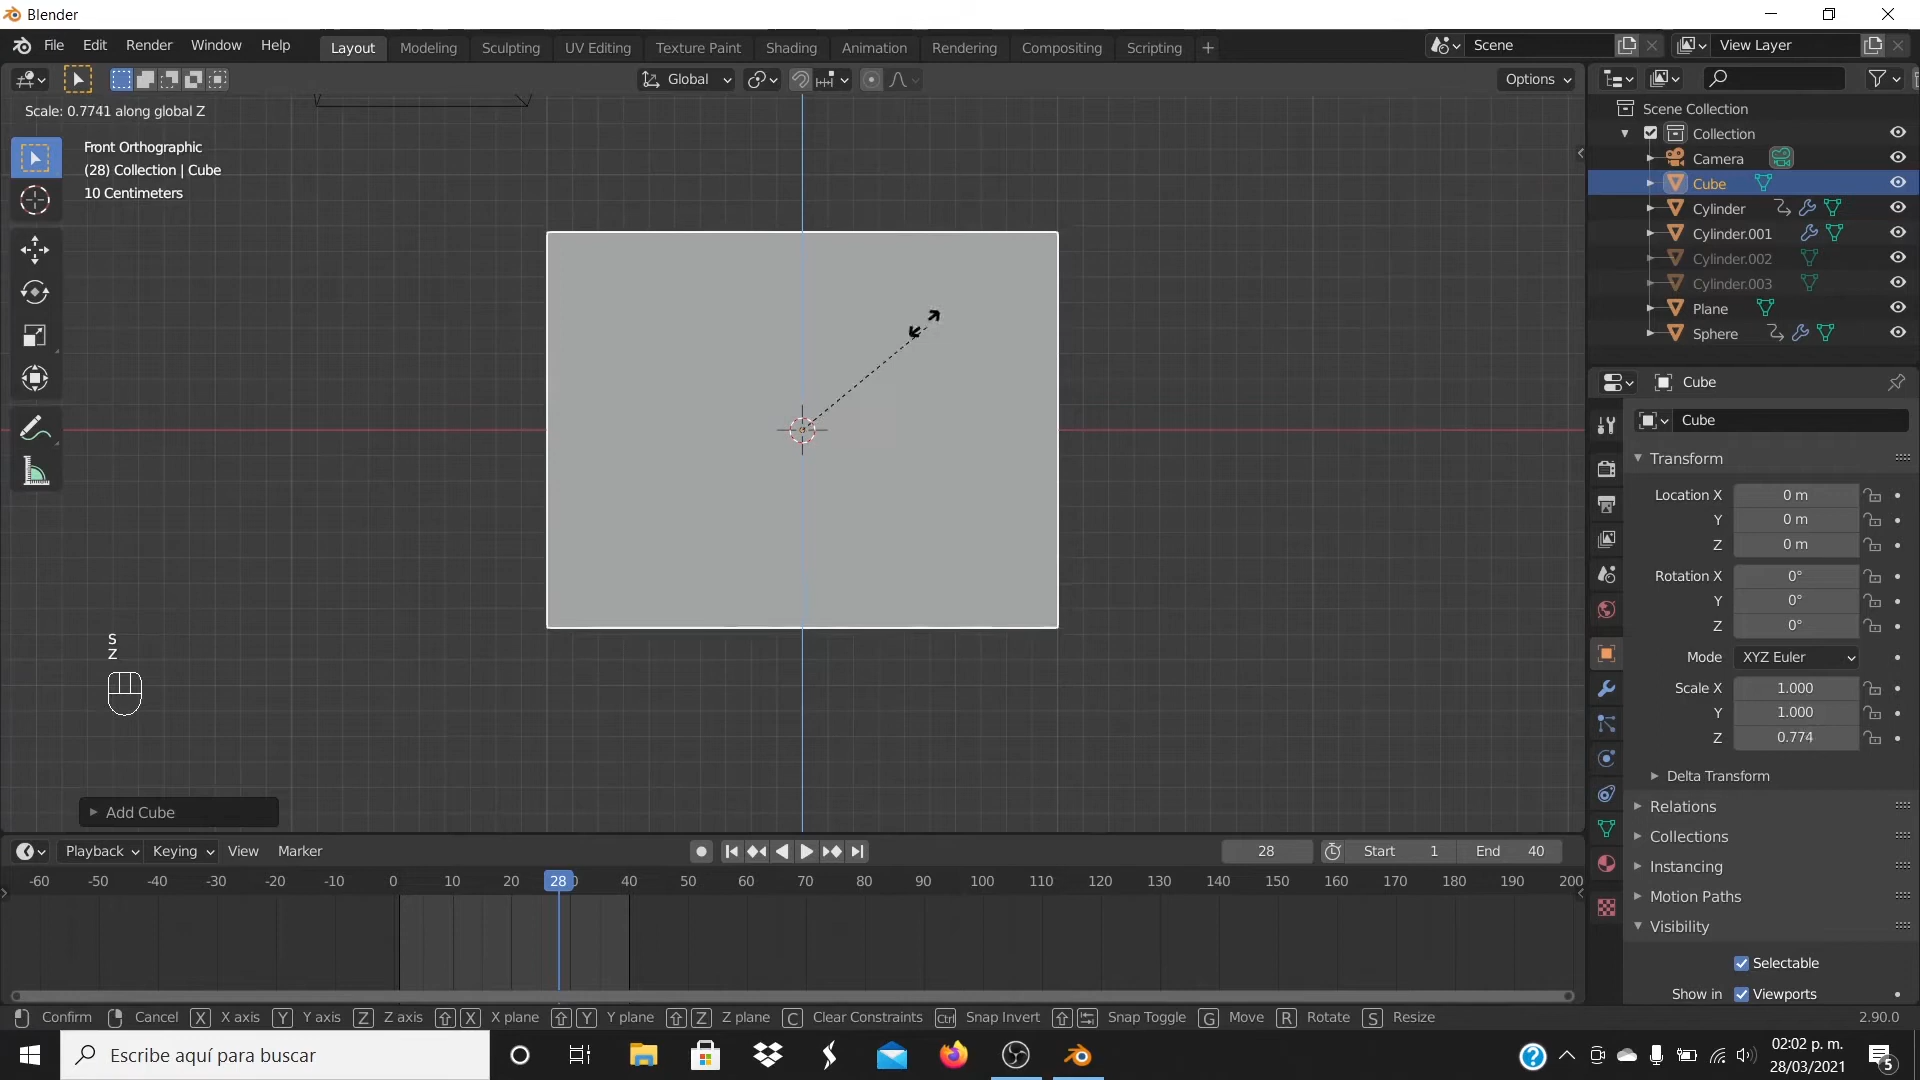 Blender
File Edit Render Window Help
Layout Modeling Sculpting UV Editing Texture Paint Shading Animation Rendering Compositing Scripting +
Scene
View Layer
Global
Options
Scale: 0.7741 along global Z
Front Orthographic
(28) Collection | Cube
10 Centimeters
S
Z
Add Cube
Scene Collection
Collection
Camera
Cube
Cylinder
Cylinder.001
Cylinder.002
Cylinder.003
Plane
Sphere
Cube
Cube
Transform
Location X 0 m
Y 0 m
Z 0 m
Rotation X 0°
Y 0°
Z 0°
Mode XYZ Euler
Scale X 1.000
Y 1.000
Z 0.774
Delta Transform
Relations
Collections
Instancing
Motion Paths
Visibility
Selectable
Show in Viewports
Playback Keying View Marker
28 Start 1 End 40
-60 -50 -40 -30 -20 -10 0 10 20 28 40 50 60 70 80 90 100 110 120 130 140 150 160 170 180 190 200
Confirm Cancel X X axis Y Y axis Z Z axis X X plane Y Y plane Z Z plane C Clear Constraints Ctrl Snap Invert Snap Toggle G Move R Rotate S Resize 2.90.0
Escribe aquí para buscar
02:02 p. m.
28/03/2021
5